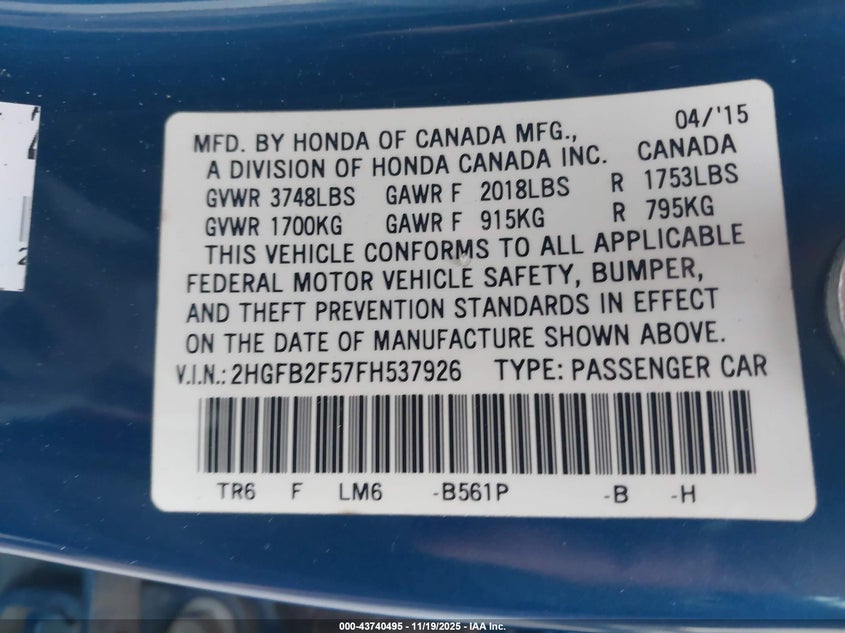 MFD. BY HONDA OF CANADA MFG., 04/'15
A DIVISION OF HONDA CANADA INC. CANADA
GVWR 3748LBS GAWR F 2018LBS R 1753LBS
GVWR 1700KG GAWR F 915KG R 795KG
THIS VEHICLE CONFORMS TO ALL APPLICABLE
FEDERAL MOTOR VEHICLE SAFETY, BUMPER,
AND THEFT PREVENTION STANDARDS IN EFFECT
ON THE DATE OF MANUFACTURE SHOWN ABOVE.
V.I.N.: 2HGFB2F57FH537926 TYPE: PASSENGER CAR
TR6 F LM6 -B561P -B -H
000-43740495 - 11/19/2025 - IAA Inc.